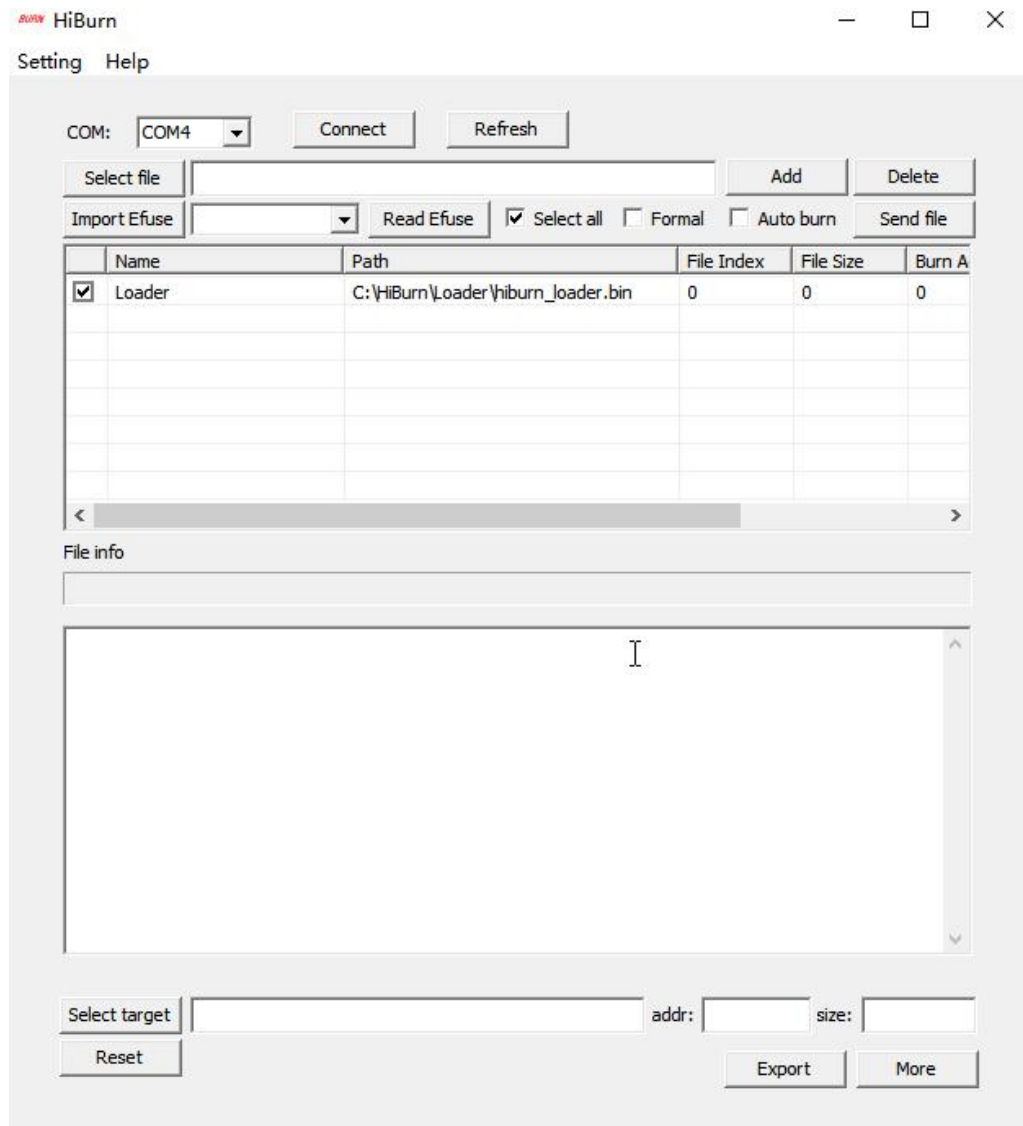 BURN HiBurn
Setting Help
COM: COM4 Connect Refresh
Select file Add Delete
Import Efuse Read Efuse Select all Formal Auto burn Send file
Name Path File Index File Size Burn A
Loader C:\HiBurn\Loader\hiburn_loader.bin 0 0 0
File info
Select target addr: size:
Reset
Export More